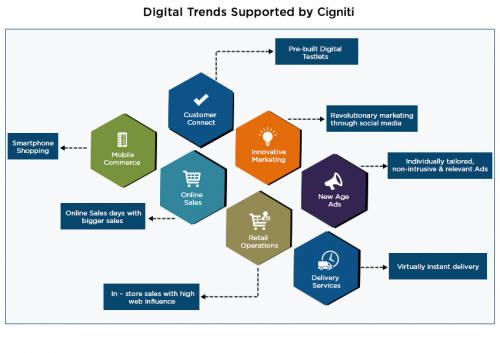 Digital Trends Supported by Cigniti
Pre-built Digital
Testlets
Customer
Connect
Revolutionary marketing
through social media
Innovative
Marketing
Smartphone
Shopping
Mobile
Commerce
Individually tailored,
non-intrusive & relevant Ads
New Age
Ads
Online
Sales
Online Sales days with
bigger sales
Retail
Operations
Delivery
Services
Virtually instant delivery
In – store sales with high
web influence